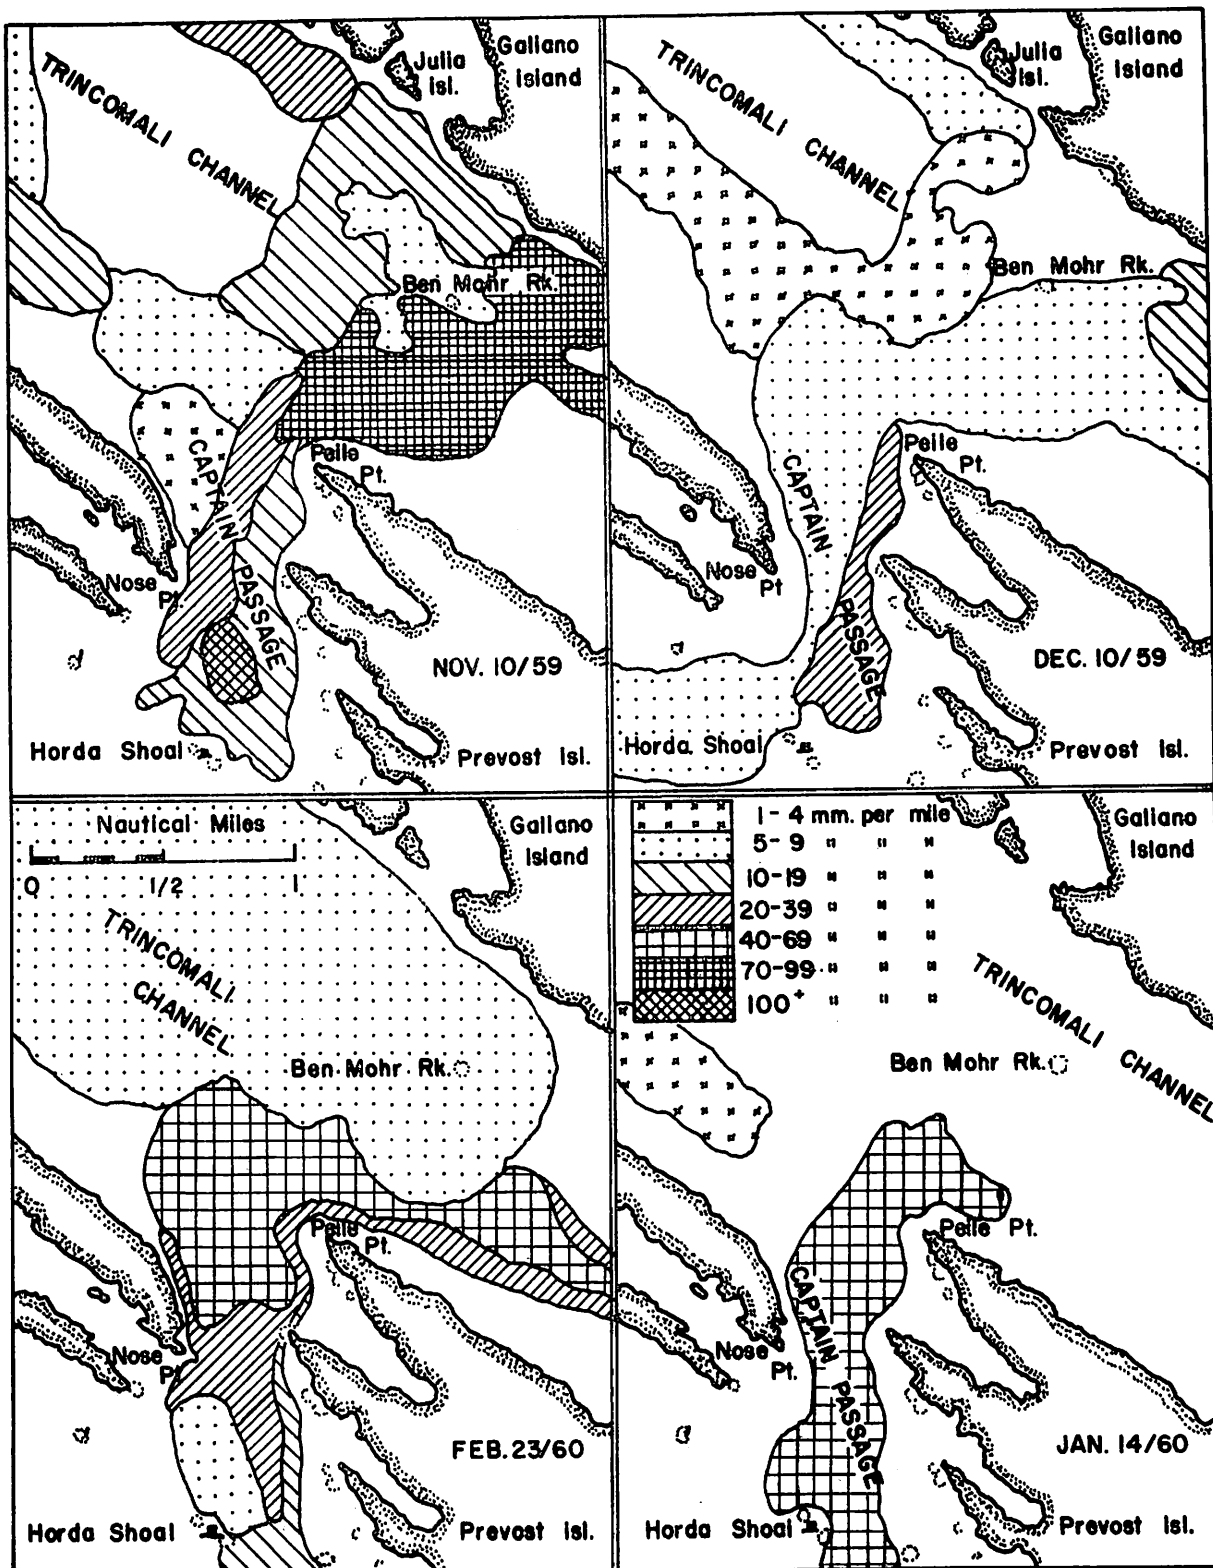 TRINCOMALI CHANNEL
Julia
Isl.
Galiano
Island
Ben Mohr Rk.
CAPTAIN PASSAGE
Pelle
Pt.
Nose
Pt
NOV. 10/59
Horda Shoal
Prevost Isl.
TRINCOMALI CHANNEL
Julia
Isl.
Galiano
Island
Ben Mohr Rk.
CAPTAIN PASSAGE
Pelle
Pt.
Nose
Pt
DEC. 10/59
Horda Shoal
Prevost Isl.
Nautical Miles
0 1/2 1
Galiano
Island
TRINCOMALI
CHANNEL
Ben Mohr Rk.
Pelle
Pt.
Nose
Pt.
FEB. 23/60
Horda Shoal
Prevost Isl.
1-4 mm. per mile
5-9 " " "
10-19 " " "
20-39 " " "
40-69 " " "
70-99 " " "
100+ " " "
Galiano
Island
TRINCOMALI CHANNEL
Ben Mohr Rk.
Pelle Pt.
CAPTAIN PASSAGE
Nose
Pt.
JAN. 14/60
Horda Shoal
Prevost Isl.